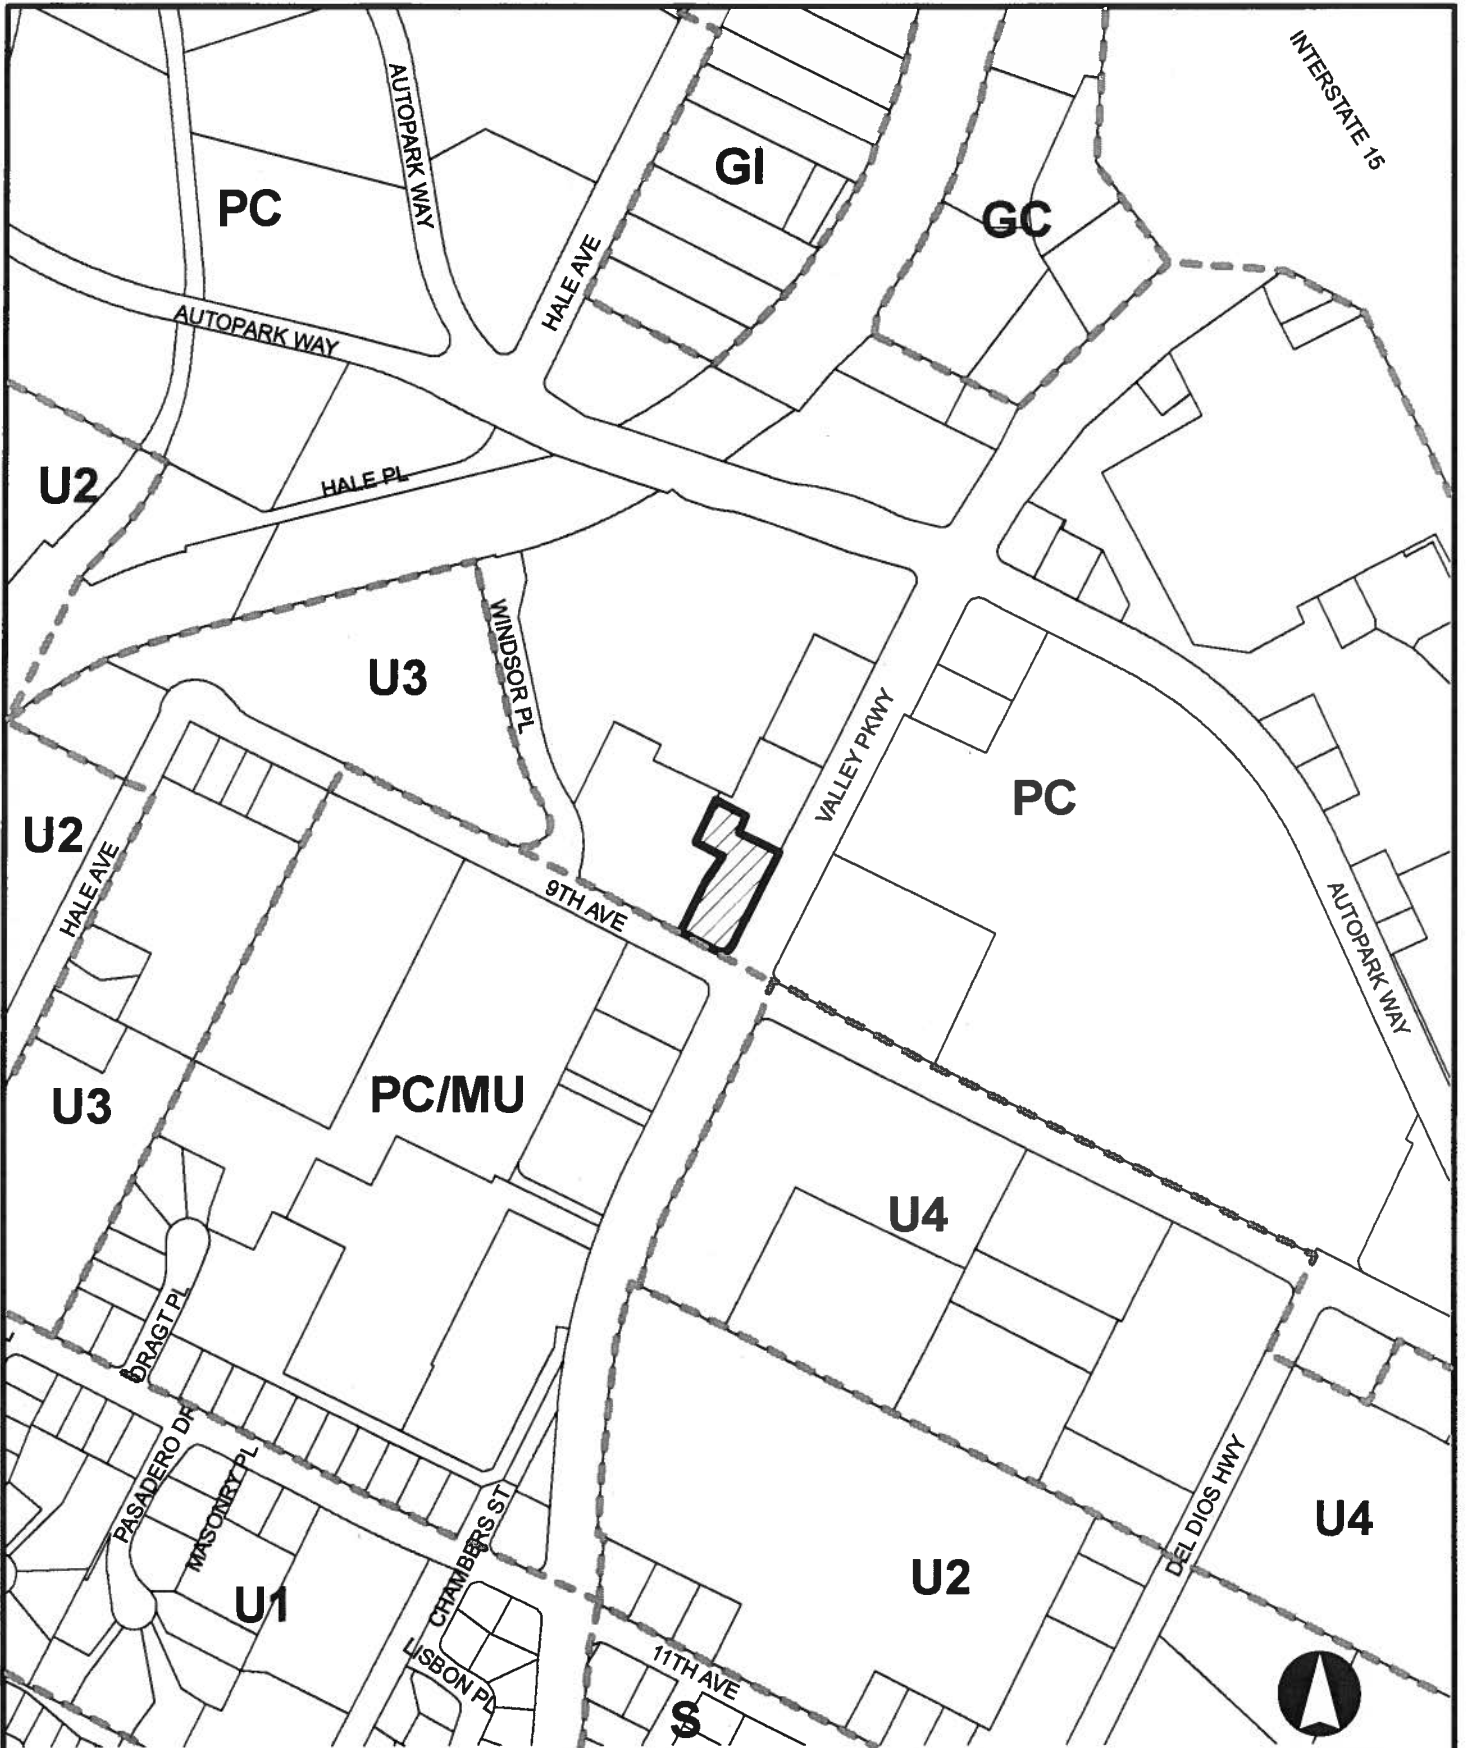 INTERSTATE 15
AUTOPARK WAY
GI
PC
GC
HALE AVE
AUTOPARK WAY
U2
HALE PL
WINDSOR PL
U3
VALLEY PKWY
PC
U2
HALE AVE
9TH AVE
AUTOPARK WAY
PC/MU
U3
U4
DRAGT PL
PASADERO DR
MASONRY PL
CHAMBERS ST
DEL DIOS HWY
U4
U2
U1
LISBON PL
11TH AVE
S